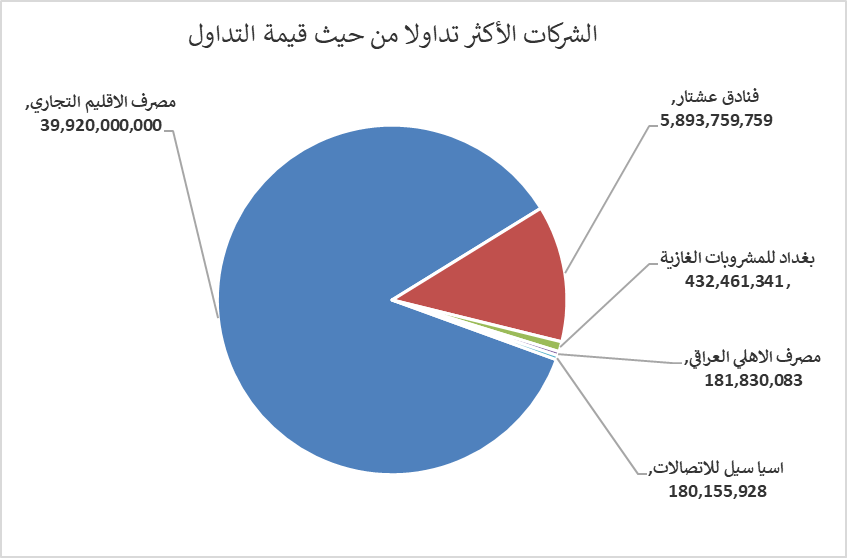 الشركات الأكثر تداولا من حيث قيمة التداول
فنادق عشتار,
5,893,759,759
بغداد للمشروبات الغازية
432,461,341,
مصرف الاهلي العراقي,
181,830,083
اسيا سيل للاتصالات,
180,155,928
مصرف الاقليم التجاري,
39,920,000,000